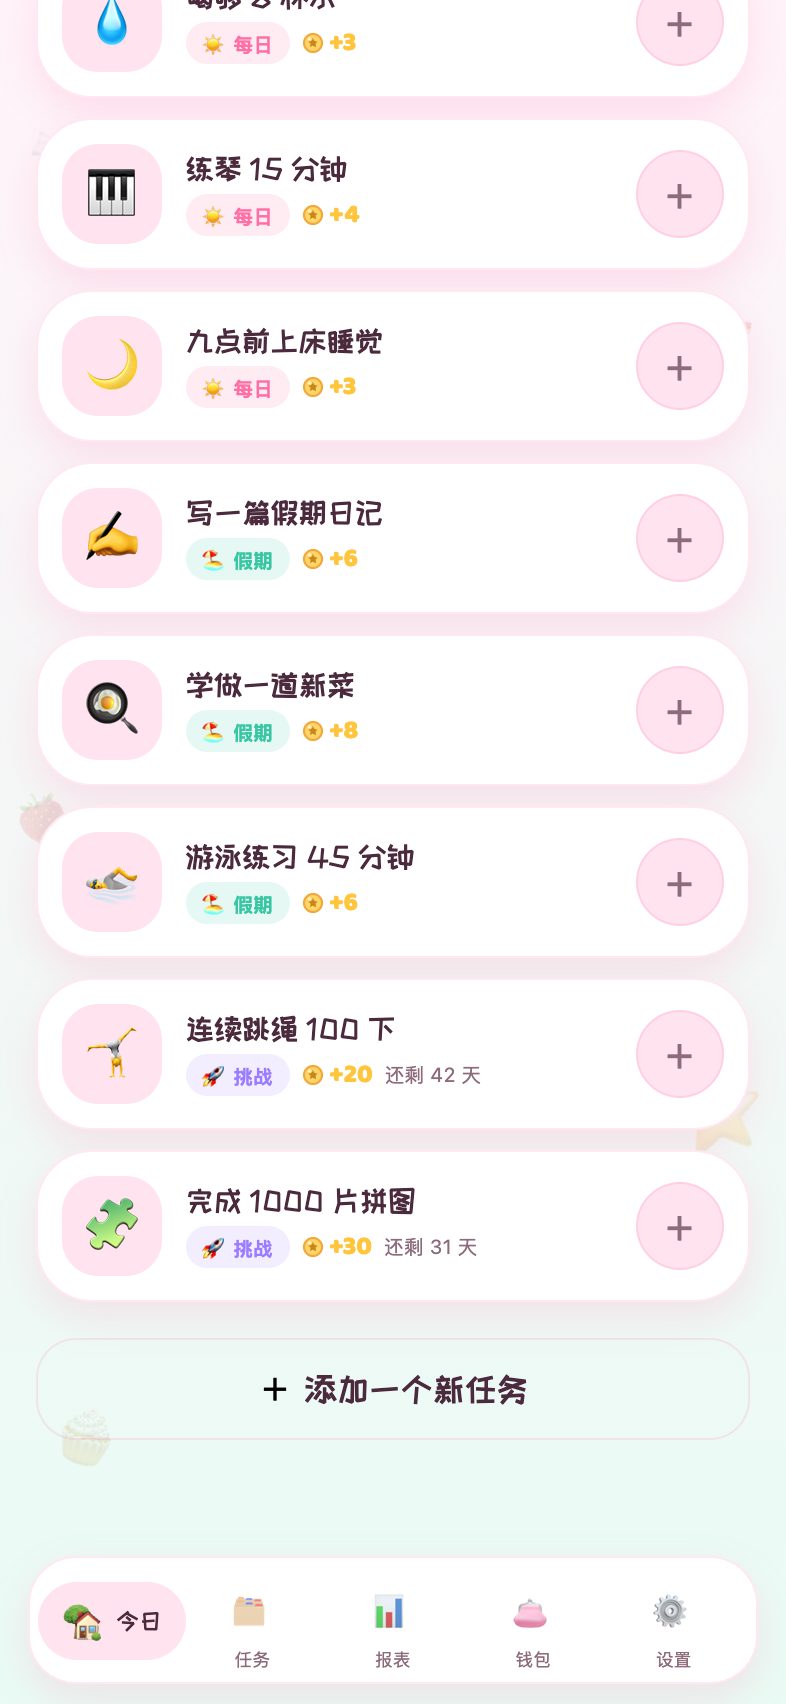 每日 +3
练琴 15 分钟
每日 +4
九点前上床睡觉
每日 +3
写一篇假期日记
假期 +6
学做一道新菜
假期 +8
游泳练习 45 分钟
假期 +6
连续跳绳 100 下
挑战 +20 还剩 42 天
完成 1000 片拼图
挑战 +30 还剩 31 天
+ 添加一个新任务
今日 任务 报表 钱包 设置